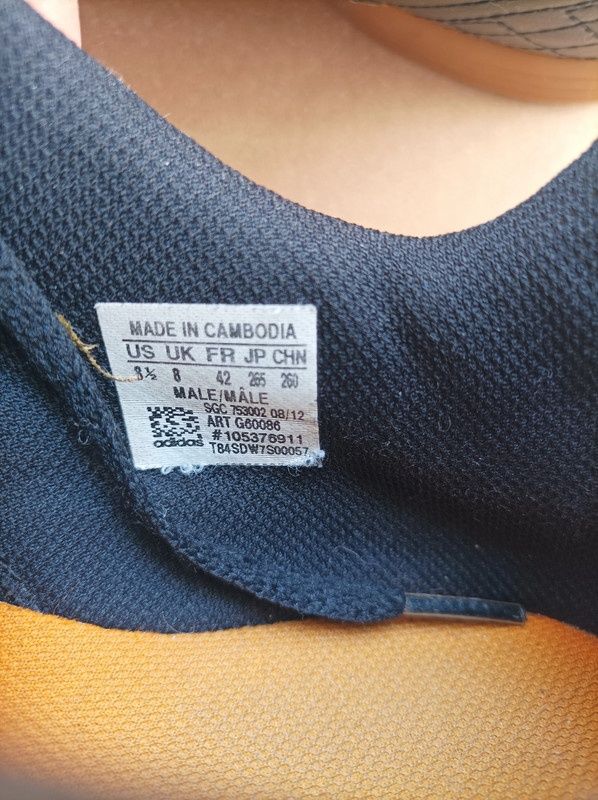 MADE IN CAMBODIA
US UK FR JP CHN
8½ 8 42 265 260
MALE/MÂLE
SGC 753002 08/12
ART G60086
#105376911
adidas
T84SDW7S00057